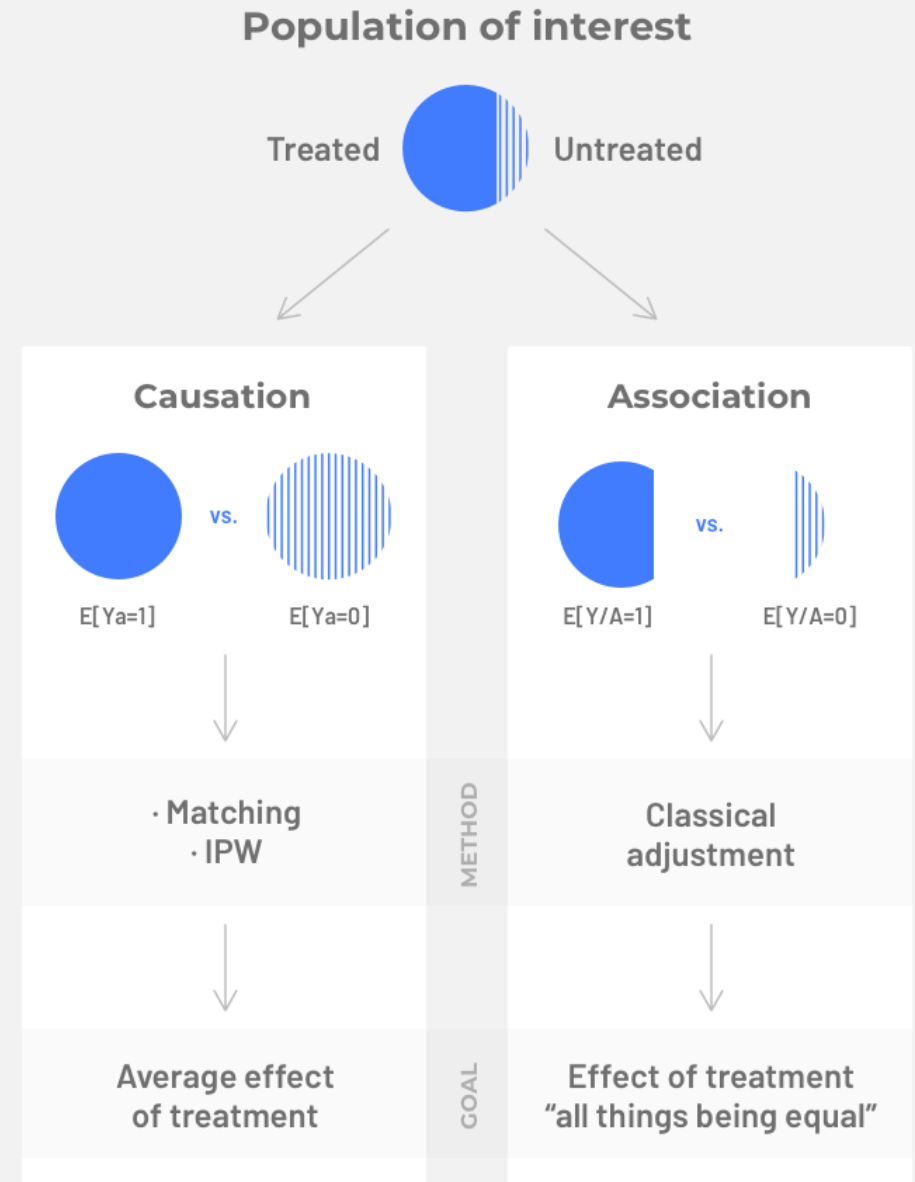 Population of interest
Treated
Untreated
Causation
vs.
E[Ya=1]
E[Ya=0]
Association
vs.
E[Y/A=1]
E[Y/A=0]
· Matching
· IPW
METHOD
Classical
adjustment
Average effect
of treatment
GOAL
Effect of treatment
“all things being equal”